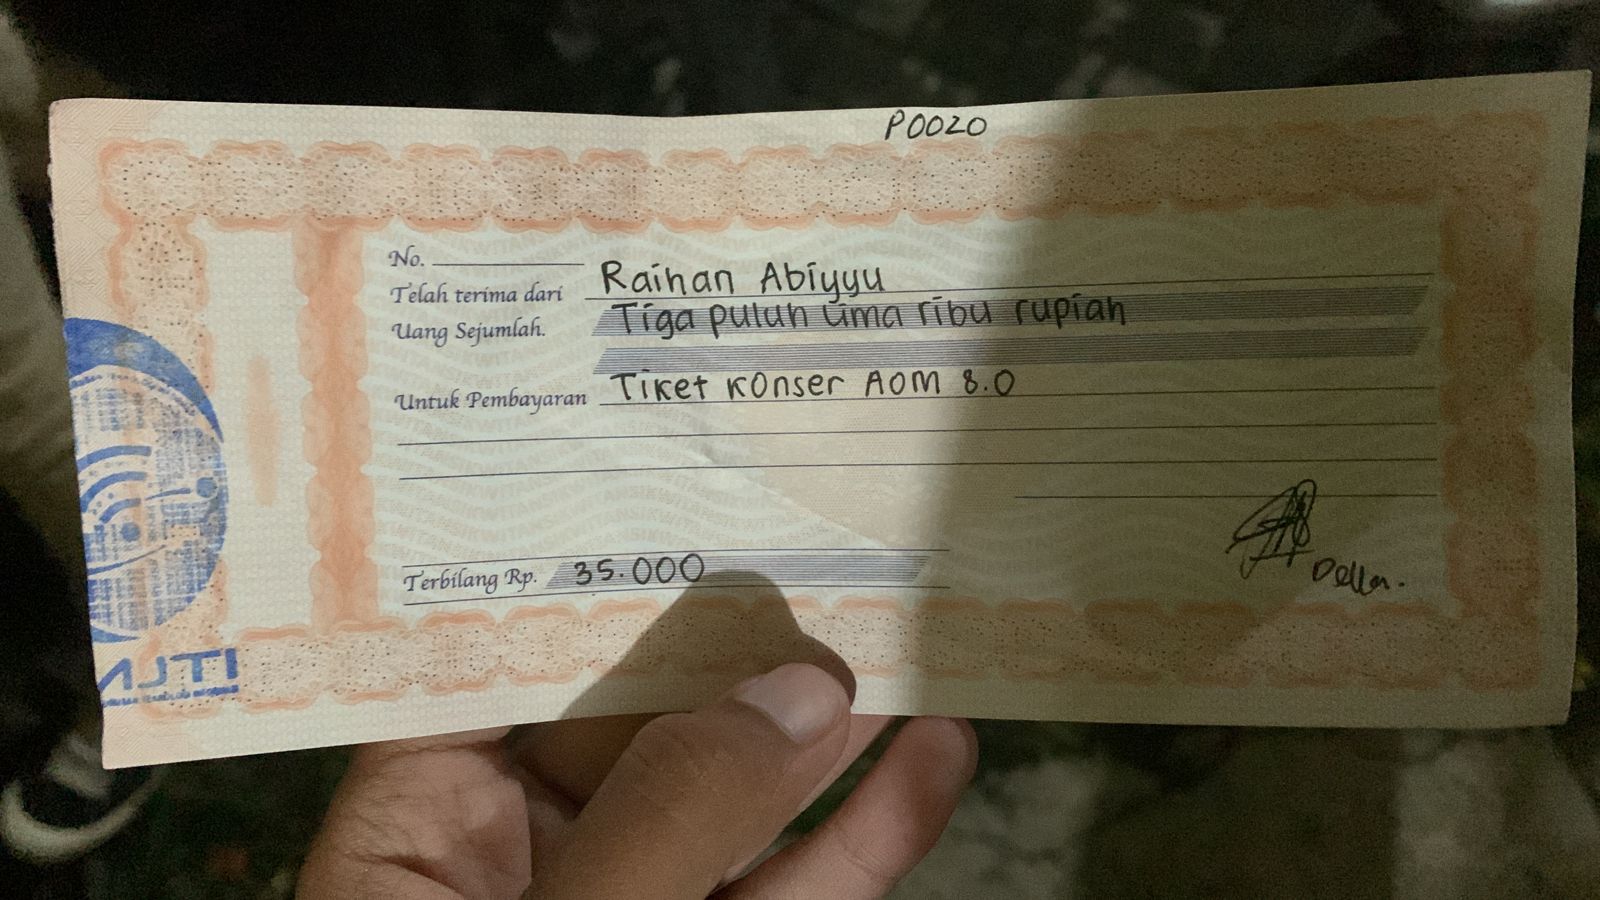 P0020
No.
Telah terima dari Raihan Abiyyu
Uang Sejumlah. Tiga puluh lima ribu rupiah
Untuk Pembayaran Tiket Konser AOM 8.0
Terbilang Rp. 35.000
Della.
ITLN